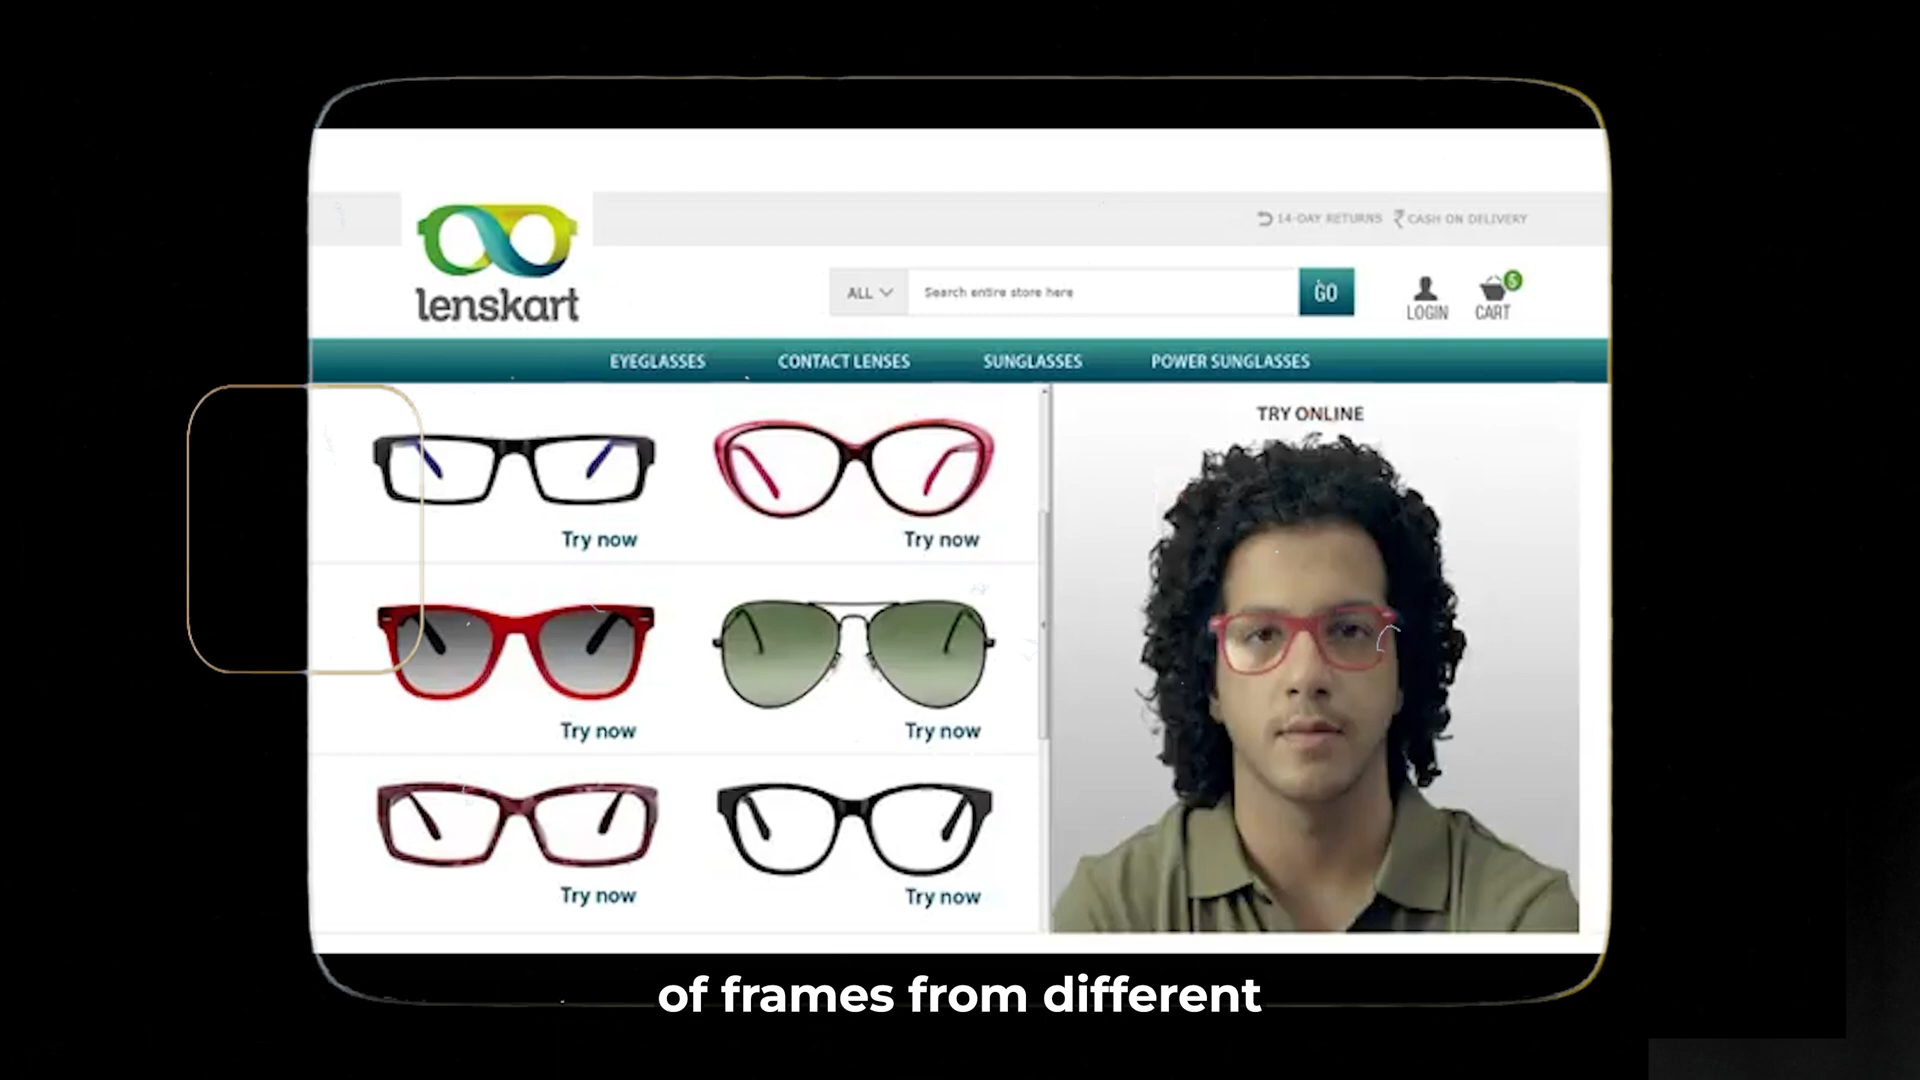 14-DAY RETURNS
CASH ON DELIVERY
lenskart
ALL
Search entire store here
GO
LOGIN
CART
EYEGLASSES
CONTACT LENSES
SUNGLASSES
POWER SUNGLASSES
TRY ONLINE
Try now
Try now
Try now
Try now
Try now
Try now
of frames from different